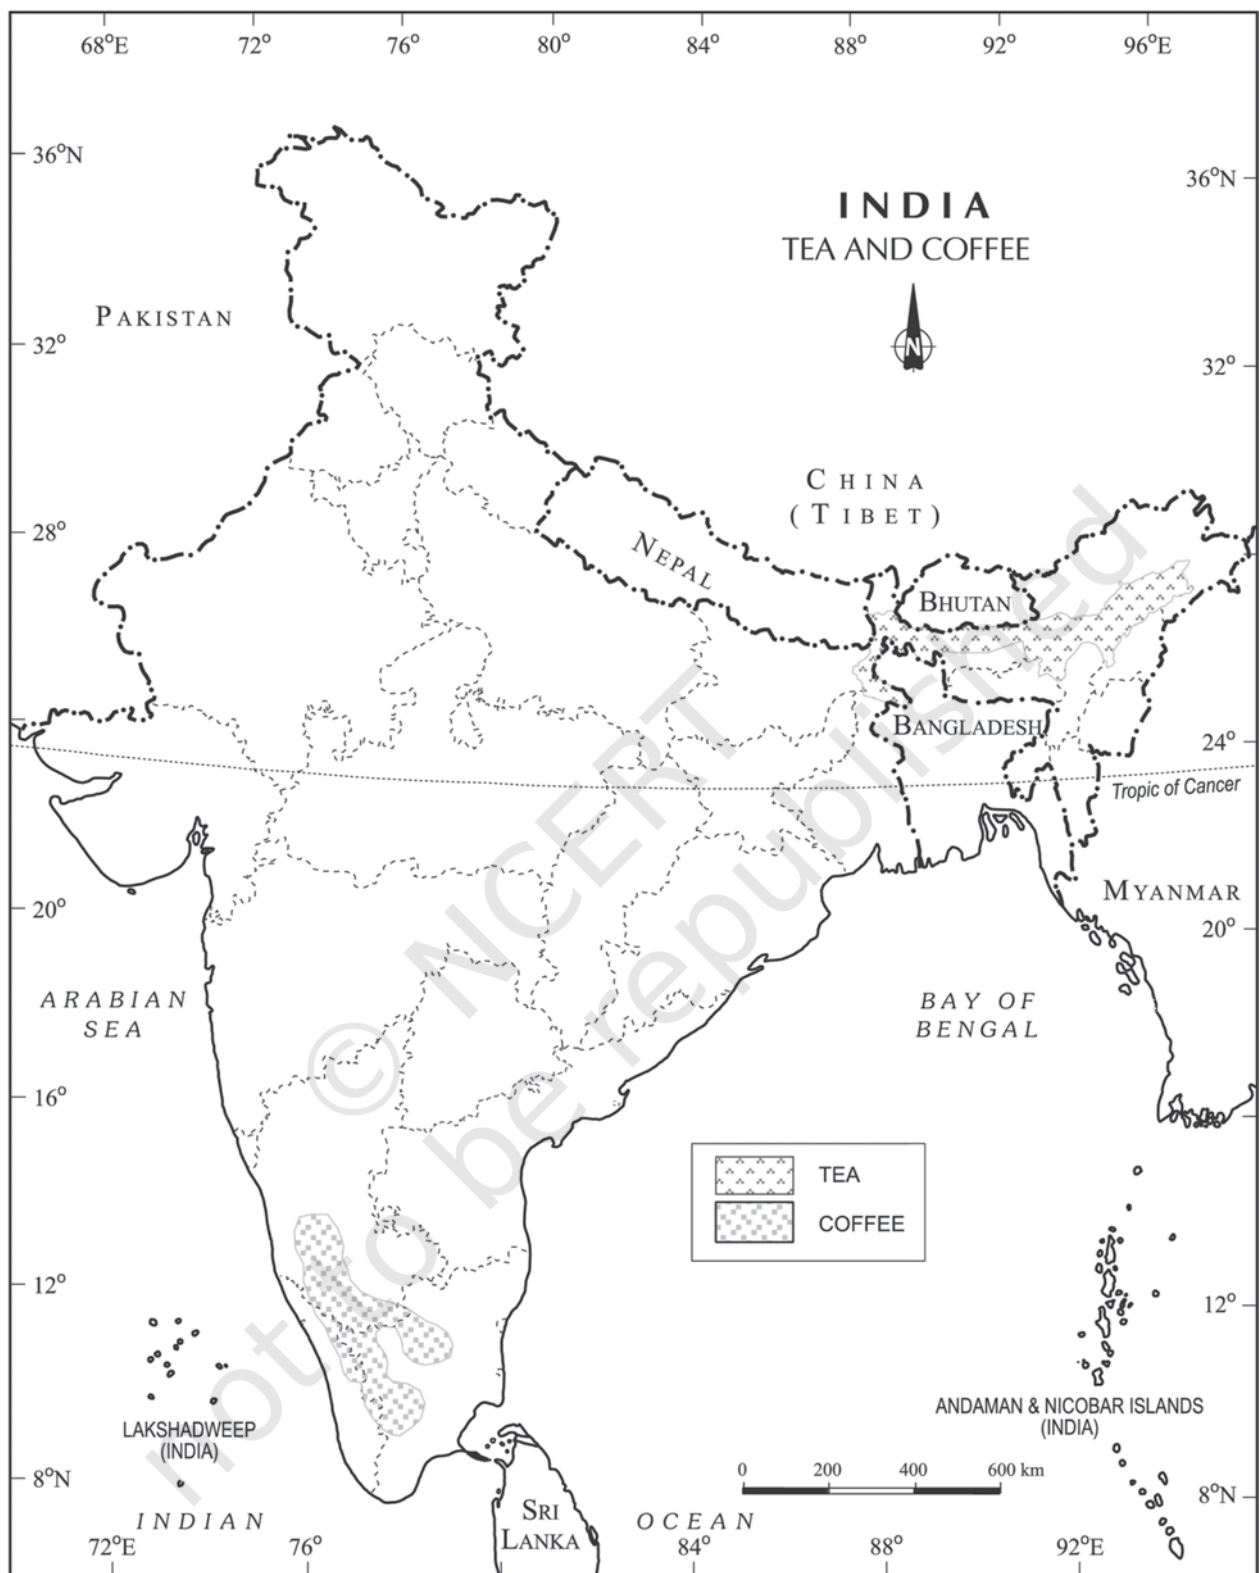 68°E 72° 76° 80° 84° 88° 92° 96°E
36°N
36°N
INDIA
TEA AND COFFEE
N
PAKISTAN
32°
32°
CHINA
(TIBET)
28°
NEPAL
BHUTAN
BANGLADESH
24°
Tropic of Cancer
MYANMAR
20°
20°
ARABIAN
SEA
BAY OF
BENGAL
16°
TEA
COFFEE
12°
12°
LAKSHADWEEP
(INDIA)
ANDAMAN & NICOBAR ISLANDS
(INDIA)
0 200 400 600 km
8°N
8°N
SRI
LANKA
INDIAN OCEAN
72°E 76° 84° 88° 92°E
© NCERT
not to be republished